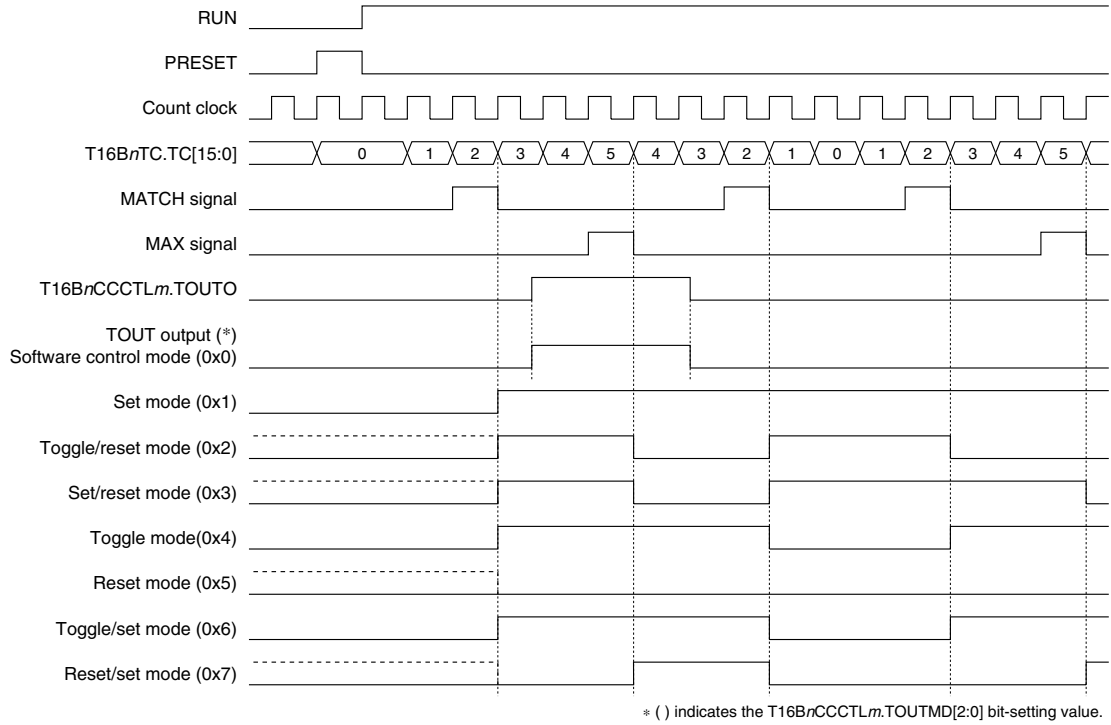 RUN
PRESET
Count clock
T16BnTC.TC[15:0] 0 1 2 3 4 5 4 3 2 1 0 1 2 3 4 5
MATCH signal
MAX signal
T16BnCCCTLm.TOUTO
TOUT output (*)
Software control mode (0x0)
Set mode (0x1)
Toggle/reset mode (0x2)
Set/reset mode (0x3)
Toggle mode(0x4)
Reset mode (0x5)
Toggle/set mode (0x6)
Reset/set mode (0x7)
* ( ) indicates the T16BnCCCTLm.TOUTMD[2:0] bit-setting value.